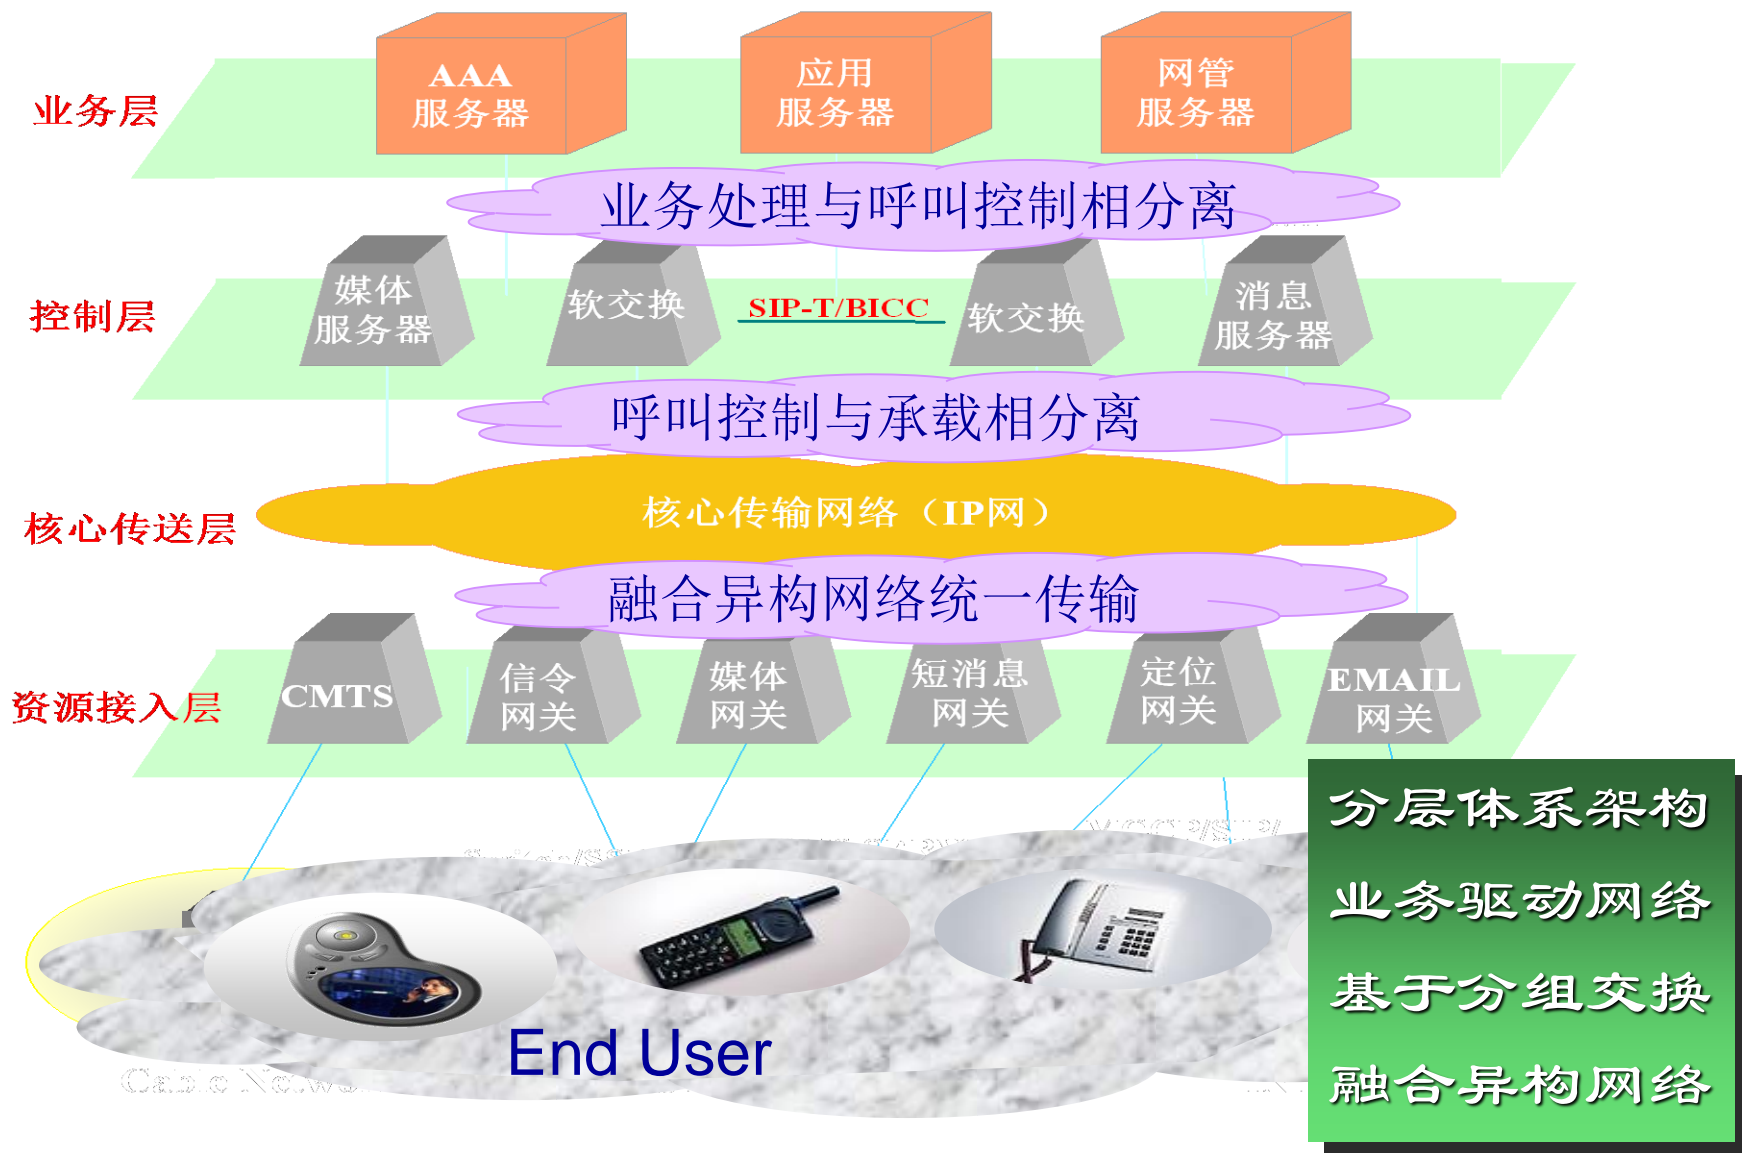 AAA
服务器
应用
服务器
网管
服务器
业务层
业务处理与呼叫控制相分离
媒体
服务器
软交换
SIP-T/BICC
软交换
消息
服务器
控制层
呼叫控制与承载相分离
核心传输网络（IP网）
核心传送层
融合异构网络统一传输
CMTS
信令
网关
媒体
网关
短消息
网关
定位
网关
EMAIL
网关
资源接入层
分层体系架构
业务驱动网络
基于分组交换
融合异构网络
End User